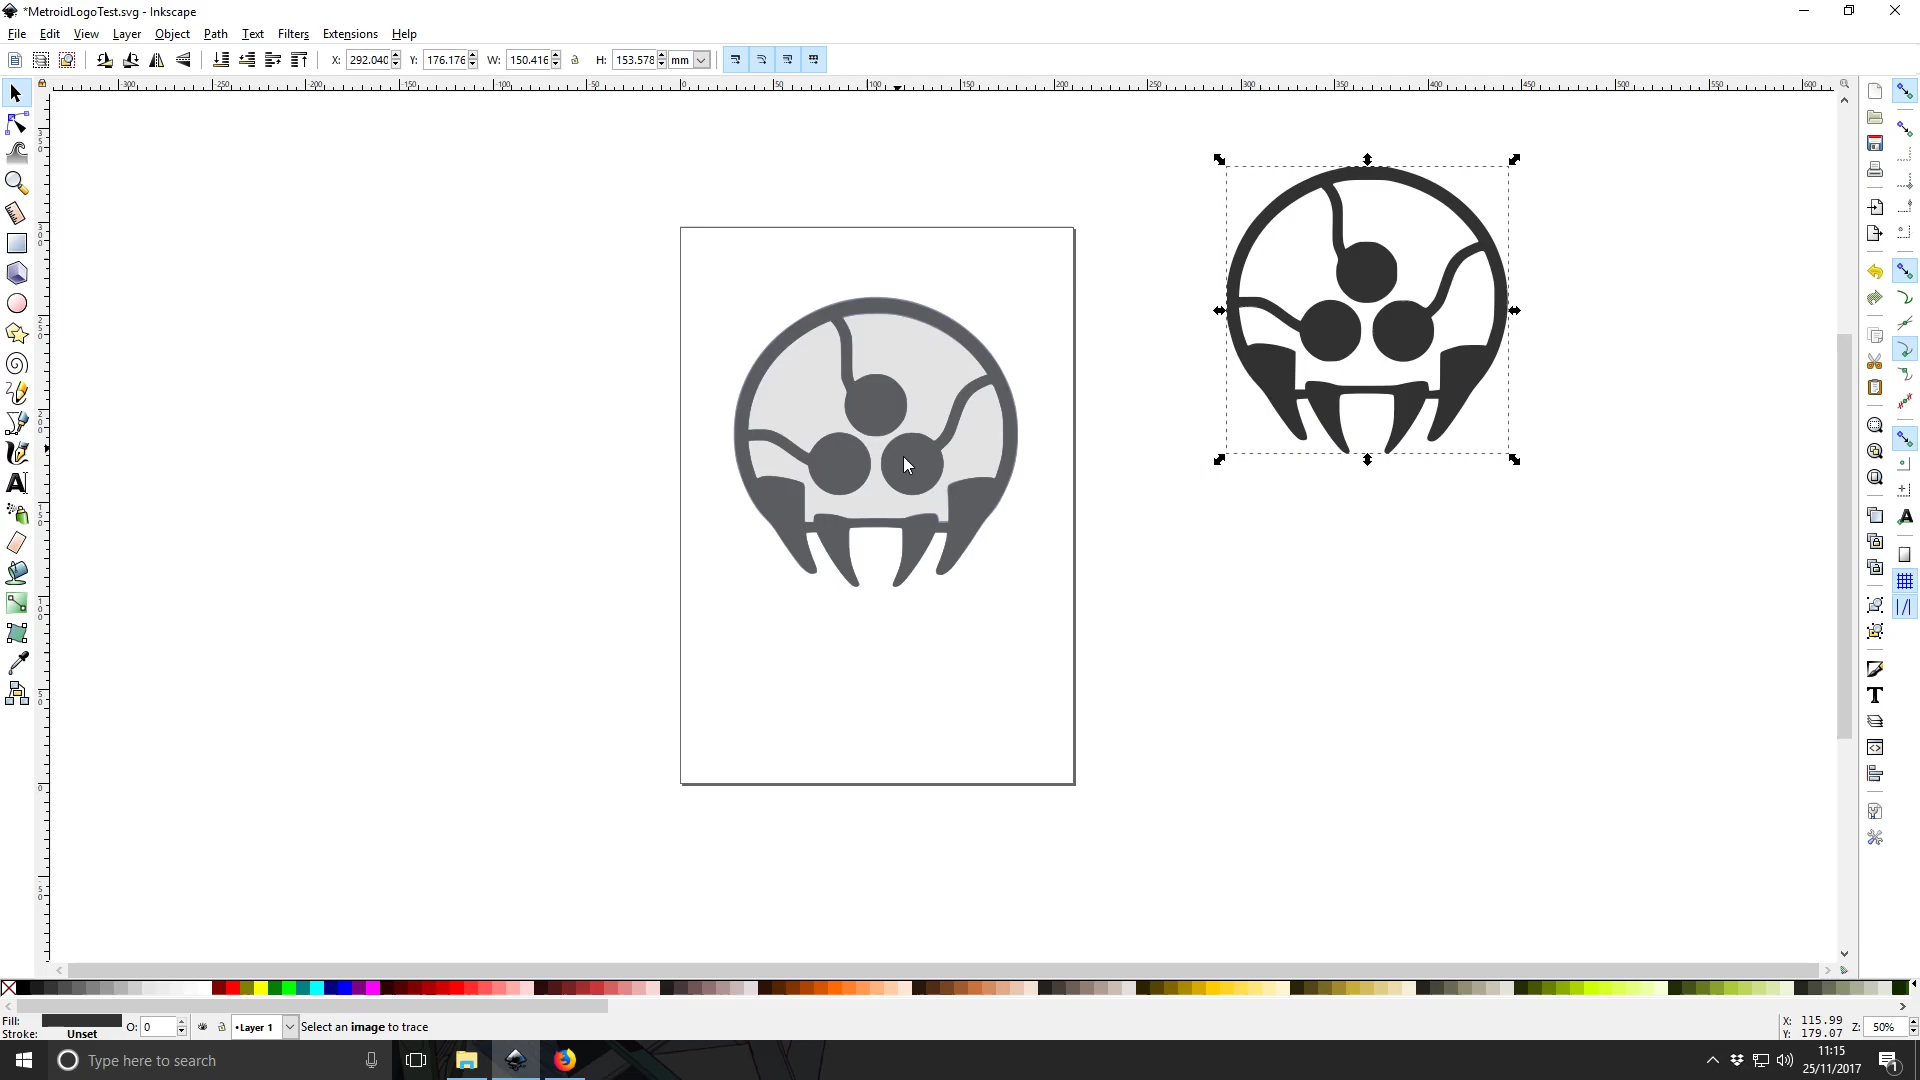 *MetroidLogoTest.svg - Inkscape
File Edit View Layer Object Path Text Filters Extensions Help
X: 292.040 Y: 176.176 W: 150.416 H: 153.578 mm
Fill:
Stroke: Unset
O: 0
•Layer 1
Select an image to trace
X: 115.99
Y: 179.07
Z: 50%
Type here to search
11:15
25/11/2017
1